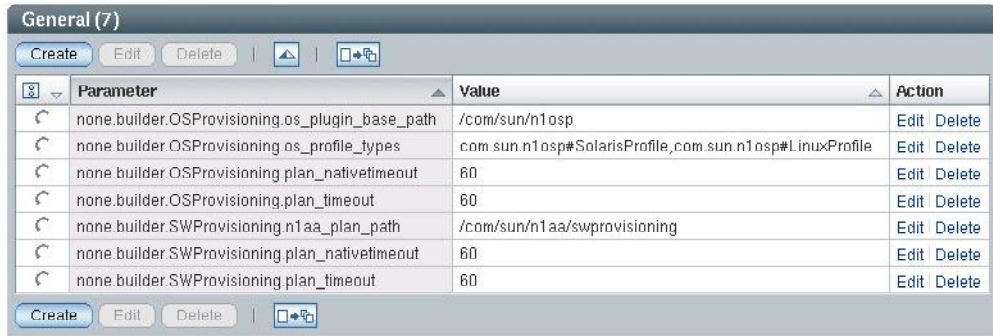 General (7)
Create Edit Delete
Parameter Value Action
none.builder.OSProvisioning.os_plugin_base_path /com/sun/n1osp Edit Delete
none.builder.OSProvisioning.os_profile_types com.sun.n1osp#SolarisProfile,com.sun.n1osp#LinuxProfile Edit Delete
none.builder.OSProvisioning.plan_nativetimeout 60 Edit Delete
none.builder.OSProvisioning.plan_timeout 60 Edit Delete
none.builder.SWProvisioning.n1aa_plan_path /com/sun/n1aa/swprovisioning Edit Delete
none.builder.SWProvisioning.plan_nativetimeout 60 Edit Delete
none.builder.SWProvisioning.plan_timeout 60 Edit Delete
Create Edit Delete